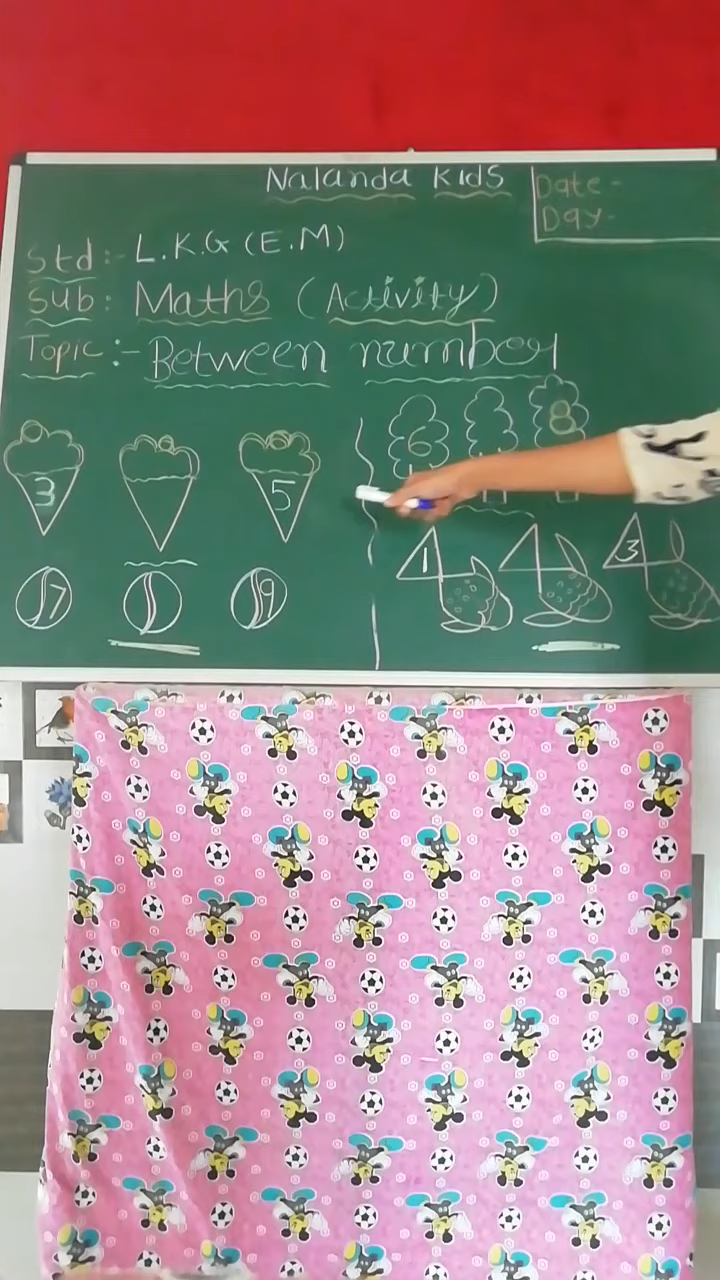 Nalanda Kids
Date -
Day -
Std :- L.K.G (E.M)
Sub : Maths (Activity)
Topic :- Between number
3 5
6 8
7 9
1 3